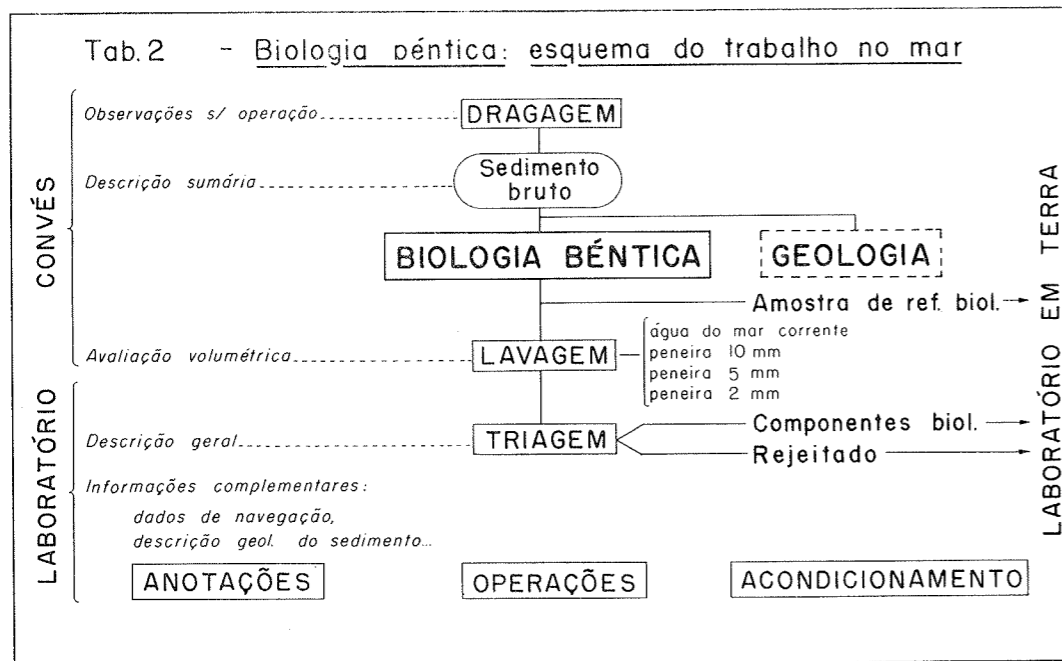 Tab. 2 - Biologia péntica: esquema do trabalho no mar
CONVÉS
Observações s/ operação
DRAGAGEM
Descrição sumária
Sedimento
bruto
BIOLOGIA BÉNTICA
GEOLOGIA
Amostra de ref. biol.
Avaliação volumétrica
LAVAGEM
água do mar corrente
peneira 10 mm
peneira 5 mm
peneira 2 mm
LABORATÓRIO
Descrição geral
TRIAGEM
Componentes biol.
Rejeitado
Informações complementares:
dados de navegação,
descrição geol. do sedimento...
ANOTAÇÕES
OPERAÇÕES
ACONDICIONAMENTO
LABORATÓRIO EM TERRA